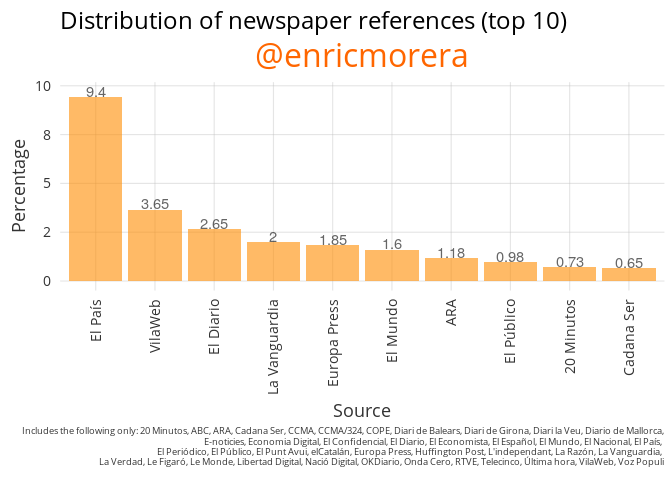 Distribution of newspaper references (top 10)
@enricmorera
10
8
5
2
0
Percentage
9.4
3.65
2.65
2
1.85
1.6
1.18
0.98
0.73
0.65
El País
VilaWeb
El Diario
La Vanguardia
Europa Press
El Mundo
ARA
El Público
20 Minutos
Cadana Ser
Source
Includes the following only: 20 Minutos, ABC, ARA, Cadana Ser, CCMA, CCMA/324, COPE, Diari de Balears, Diari de Girona, Diari la Veu, Diario de Mallorca,
E-noticies, Economia Digital, El Confidencial, El Diario, El Economista, El Español, El Mundo, El Nacional, El País,
El Periódico, El Público, El Punt Avui, elCatalán, Europa Press, Huffington Post, L'independant, La Razón, La Vanguardia,
La Verdad, Le Figaró, Le Monde, Libertad Digital, Nació Digital, OKDiario, Onda Cero, RTVE, Telecinco, Última hora, VilaWeb, Voz Populi